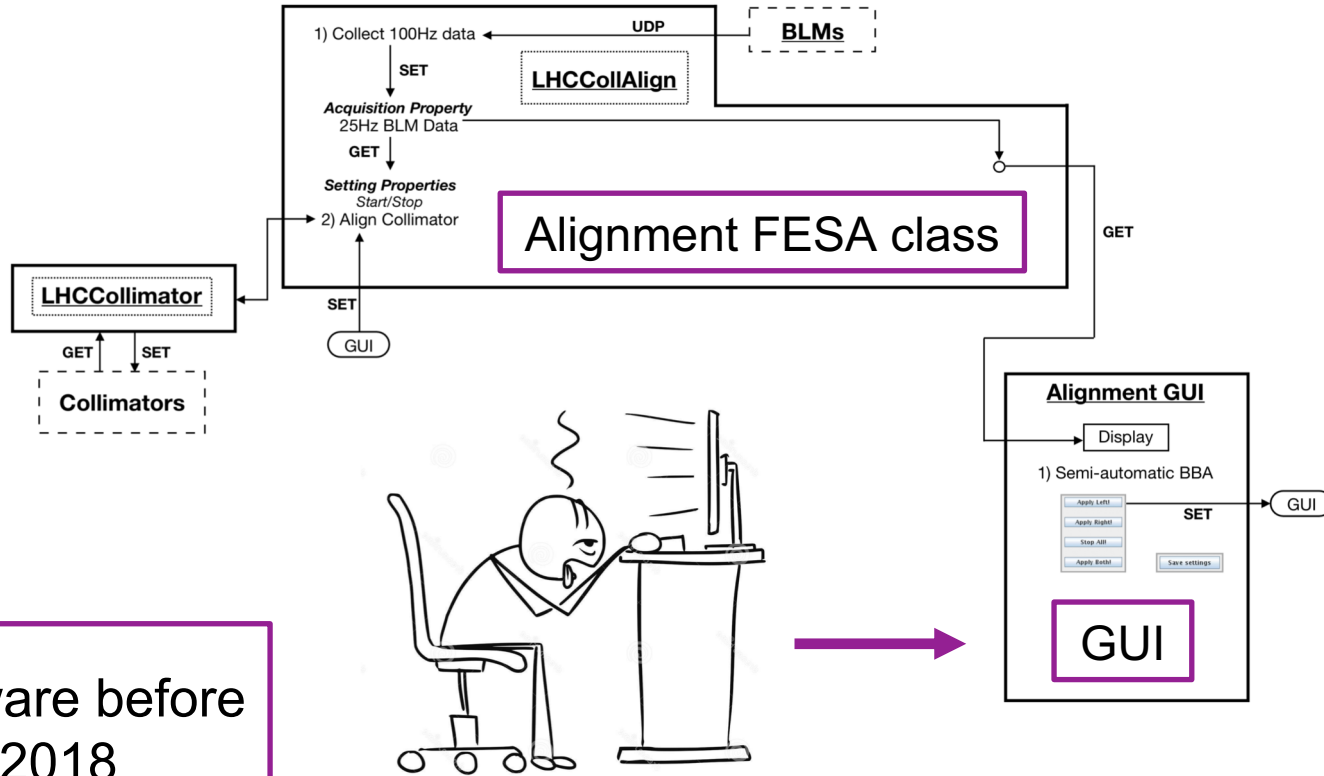 UDP
BLMs
1) Collect 100Hz data
SET
LHCCollAlign
Acquisition Property
25Hz BLM Data
GET
Setting Properties
Start/Stop
2) Align Collimator
Alignment FESA class
GET
LHCCollimator
SET
GUI
GET
SET
Collimators
Alignment GUI
Display
1) Semi-automatic BBA
Apply Left!
Apply Right!
Stop All!
Apply Both!
SET
GUI
Save settings
GUI
are before
2018